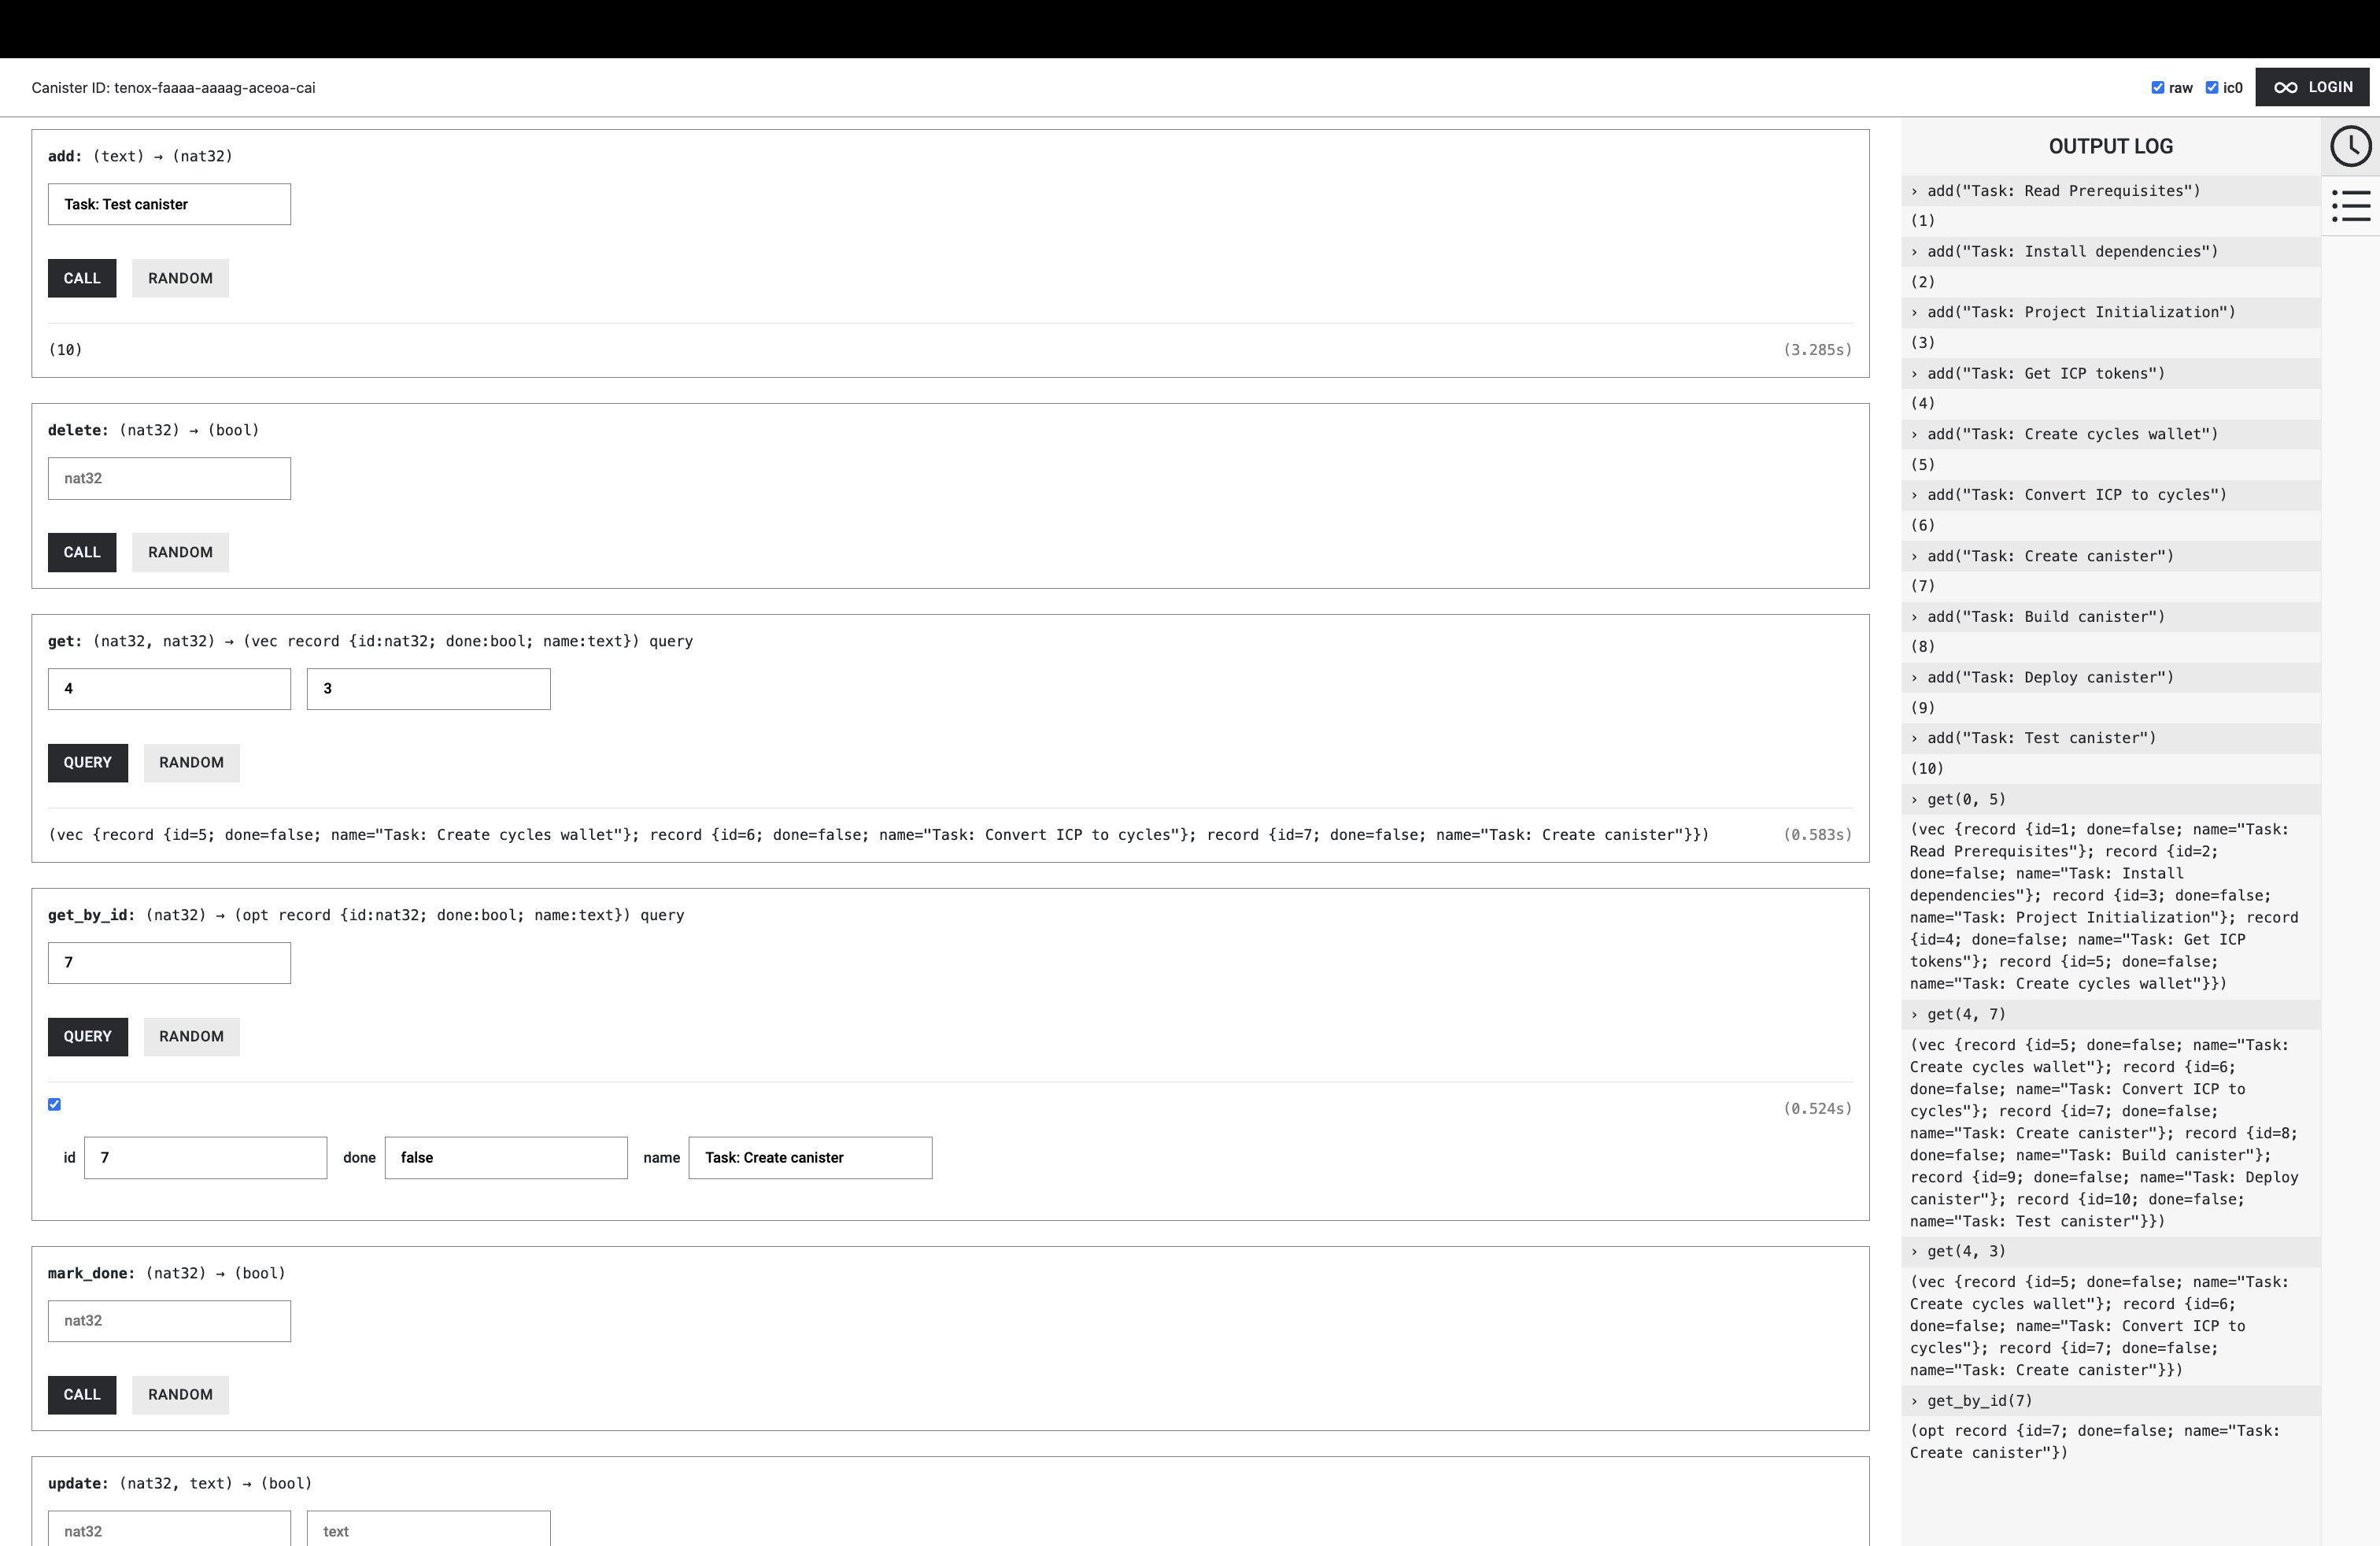 Canister ID: tenox-faaaa-aaaag-aceoa-cai
raw ic0 LOGIN
add: (text) → (nat32)
Task: Test canister
CALL RANDOM
(10) (3.285s)
delete: (nat32) → (bool)
nat32
CALL RANDOM
get: (nat32, nat32) → (vec record {id:nat32; done:bool; name:text}) query
4 3
QUERY RANDOM
(vec {record {id=5; done=false; name="Task: Create cycles wallet"}; record {id=6; done=false; name="Task: Convert ICP to cycles"}; record {id=7; done=false; name="Task: Create canister"}}) (0.583s)
get_by_id: (nat32) → (opt record {id:nat32; done:bool; name:text}) query
7
QUERY RANDOM
(0.524s)
id 7 done false name Task: Create canister
mark_done: (nat32) → (bool)
nat32
CALL RANDOM
update: (nat32, text) → (bool)
nat32 text
OUTPUT LOG
› add("Task: Read Prerequisites")
(1)
› add("Task: Install dependencies")
(2)
› add("Task: Project Initialization")
(3)
› add("Task: Get ICP tokens")
(4)
› add("Task: Create cycles wallet")
(5)
› add("Task: Convert ICP to cycles")
(6)
› add("Task: Create canister")
(7)
› add("Task: Build canister")
(8)
› add("Task: Deploy canister")
(9)
› add("Task: Test canister")
(10)
› get(0, 5)
(vec {record {id=1; done=false; name="Task:
Read Prerequisites"}; record {id=2;
done=false; name="Task: Install
dependencies"}; record {id=3; done=false;
name="Task: Project Initialization"}; record
{id=4; done=false; name="Task: Get ICP
tokens"}; record {id=5; done=false;
name="Task: Create cycles wallet"}})
› get(4, 7)
(vec {record {id=5; done=false; name="Task:
Create cycles wallet"}; record {id=6;
done=false; name="Task: Convert ICP to
cycles"}; record {id=7; done=false;
name="Task: Create canister"}; record {id=8;
done=false; name="Task: Build canister"};
record {id=9; done=false; name="Task: Deploy
canister"}; record {id=10; done=false;
name="Task: Test canister"}})
› get(4, 3)
(vec {record {id=5; done=false; name="Task:
Create cycles wallet"}; record {id=6;
done=false; name="Task: Convert ICP to
cycles"}; record {id=7; done=false;
name="Task: Create canister"}})
› get_by_id(7)
(opt record {id=7; done=false; name="Task:
Create canister"})